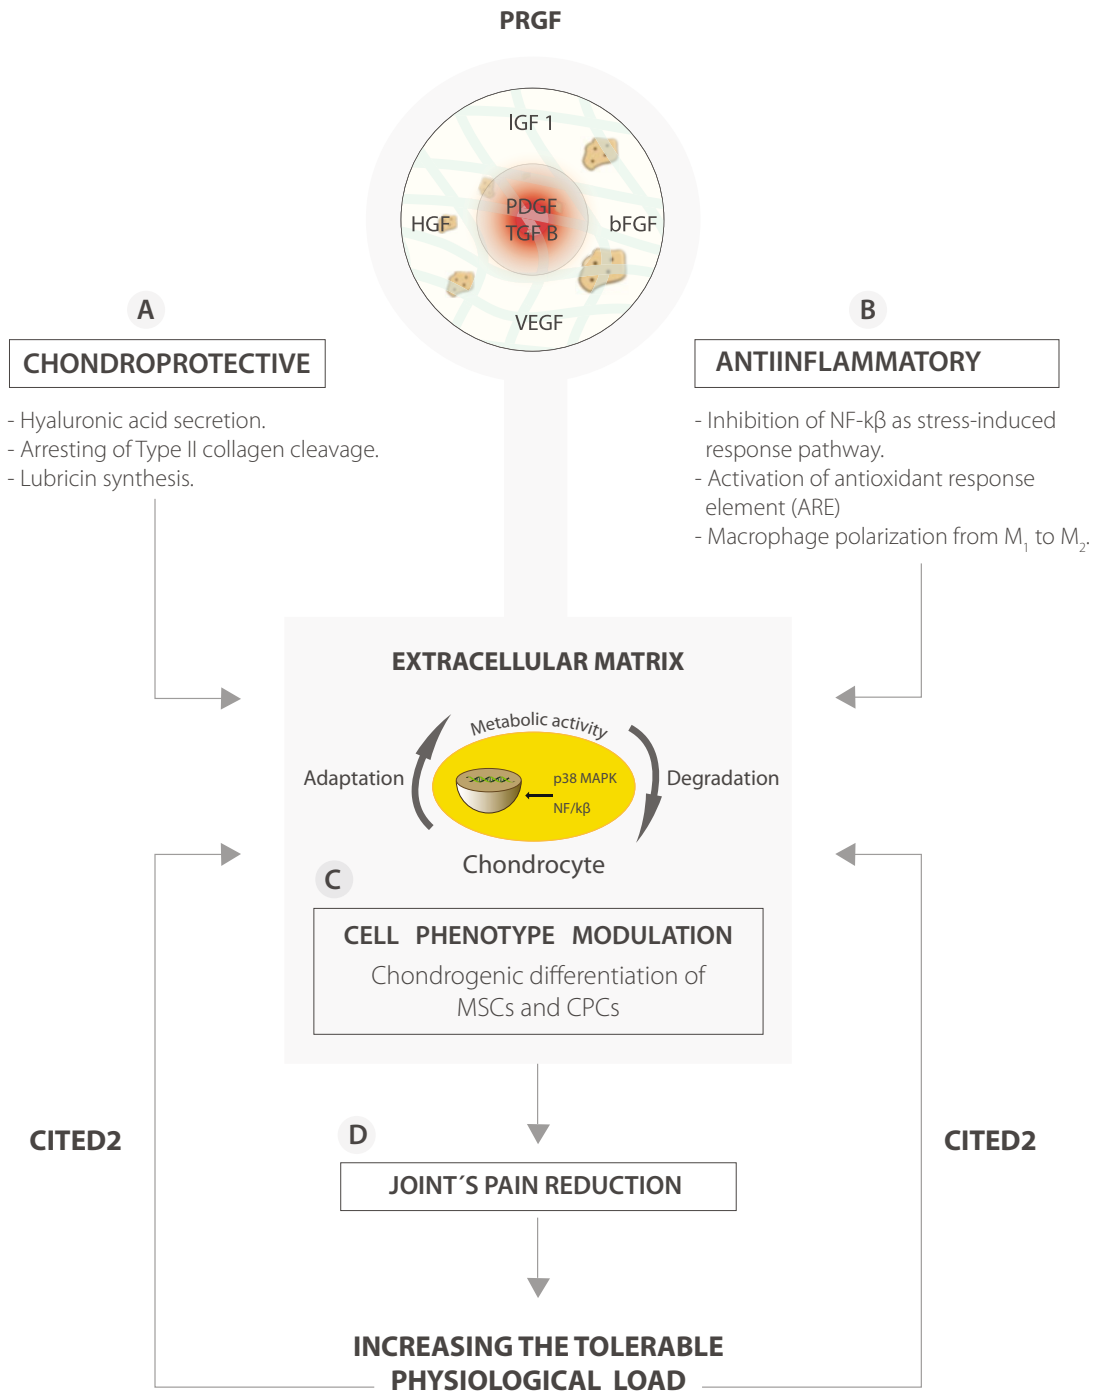 PRGF
IGF 1
PDGF
TGF B
HGF
bFGF
VEGF
A
CHONDROPROTECTIVE
- Hyaluronic acid secretion.
- Arresting of Type II collagen cleavage.
- Lubricin synthesis.
B
ANTIINFLAMMATORY
- Inhibition of NF-kβ as stress-induced
response pathway.
- Activation of antioxidant response
element (ARE)
- Macrophage polarization from M₁ to M₂.
EXTRACELLULAR MATRIX
Metabolic activity
Adaptation
p38 MAPK
NF/kβ
Degradation
Chondrocyte
C
CELL PHENOTYPE MODULATION
Chondrogenic differentiation of
MSCs and CPCs
CITED2
CITED2
D
JOINT´S PAIN REDUCTION
INCREASING THE TOLERABLE
PHYSIOLOGICAL LOAD